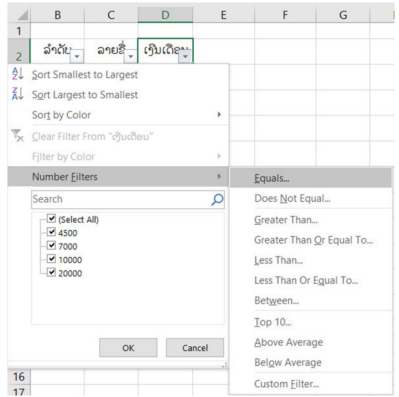 B C D E F G
1
2 ລຳດັບ ລາຍຊື່ ເງິນເດືອນ
Sort Smallest to Largest
Sort Largest to Smallest
Sort by Color
Clear Filter From "ເງິນເດືອນ"
Filter by Color
Number Filters
Search
(Select All)
4500
7000
10000
20000
OK Cancel
Equals...
Does Not Equal...
Greater Than...
Greater Than Or Equal To...
Less Than...
Less Than Or Equal To...
Between...
Top 10...
Above Average
Below Average
Custom Filter...
16
17